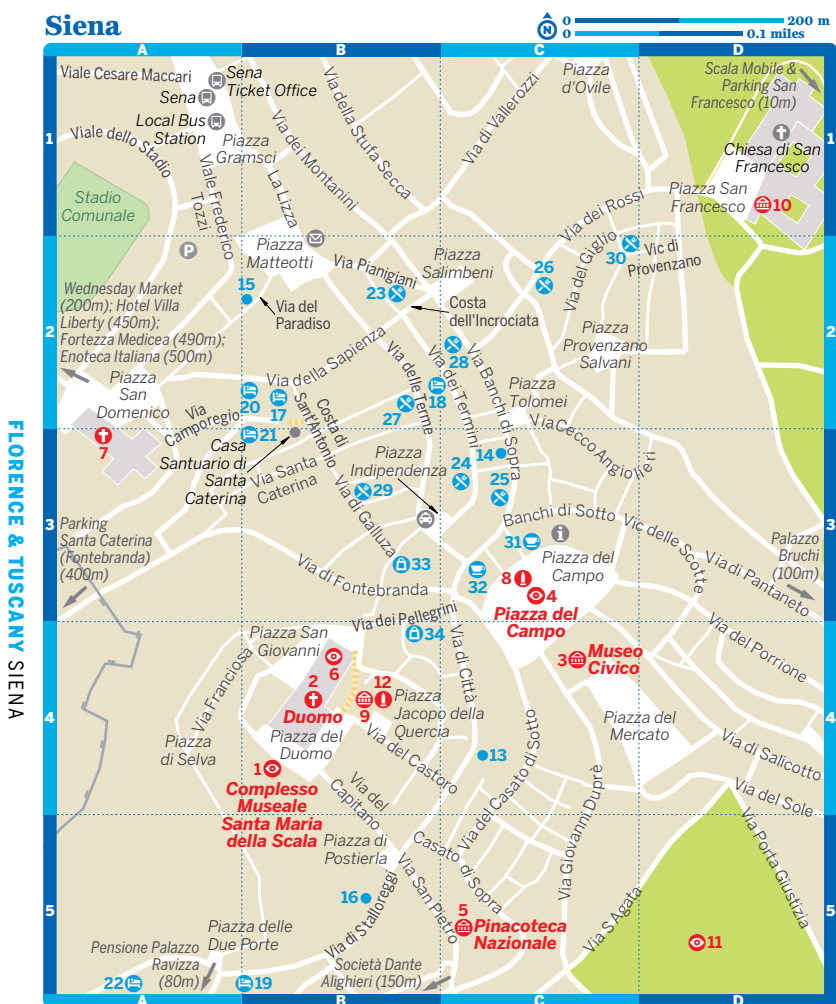 Siena
N
0 200 m
0 0.1 miles
A B C D
Viale Cesare Maccari
Sena
Ticket Office
Sena
Local Bus
Station
Viale dello Stadio
Piazza
Gramsci
Via dei Montanini
Via della Stufa Secca
Via di Vallerozzi
Piazza
d'Ovile
Scala Mobile &
Parking San
Francesco (10m)
1
1
Chiesa di San
Francesco
Piazza San
Francesco
10
Stadio
Comunale
Viale Frederico
Tozzi
La Lizza
P
Piazza
Matteotti
Via Pianigiani
Piazza
Salimbeni
Via dei Rossi
Via del Giglio
26
30
Vic di
Provenzano
Wednesday Market
(200m); Hotel Villa
Liberty (450m);
Fortezza Medicea (490m);
Enoteca Italiana (500m)
15
Via del
Paradiso
23
Costa
dell'Incrociata
2
2
Piazza
Provenzano
Salvani
28
Piazza
San
Domenico
Via della Sapienza
Via delle Terme
Via dei Termini
Via Banchi di Sopra
Piazza
Tolomei
20
17
18
27
Via
Camporegio
21
7
Casa
Santuario di
Santa
Caterina
Costa di
Sant'Antonio
Via Santa
Caterina
Piazza
Indipendenza
14
24
25
Via Cecco Angiolieri
29
Via di Galluzza
Banchi di Sotto
Vic delle Scotte
i
31
3
3
Parking
Santa Caterina
(Fontebranda)
(400m)
Palazzo
Bruchi
(100m)
Via di Pantaneto
Via di Fontebranda
33
32
8
4
Piazza del
Campo
Piazza del
Campo
Via dei Pellegrini
34
Piazza San
Giovanni
Via Franciosa
6
2
Duomo
12
9
Piazza
Jacopo della
Quercia
Via di Città
3
Museo
Civico
Via del Porrione
4
4
Piazza
di Selva
Piazza del
Duomo
Via del Castoro
13
Via del Casato di Sotto
Piazza del
Mercato
Via di Salicotto
Via del Sole
1
Complesso
Museale
Santa Maria
della Scala
Via del
Capitano
Piazza di
Postierla
Casato di Sopra
Via Giovanni Duprè
Via Porta Giustizia
16
Via di Stalloreggi
Via San Pietro
5
Pinacoteca
Nazionale
Via S Agata
11
5
5
Piazza delle
Due Porte
Pensione Palazzo
Ravizza
(80m)
22
19
Società Dante
Alighieri (150m)
A B C D
FLORENCE & TUSCANY SIENA